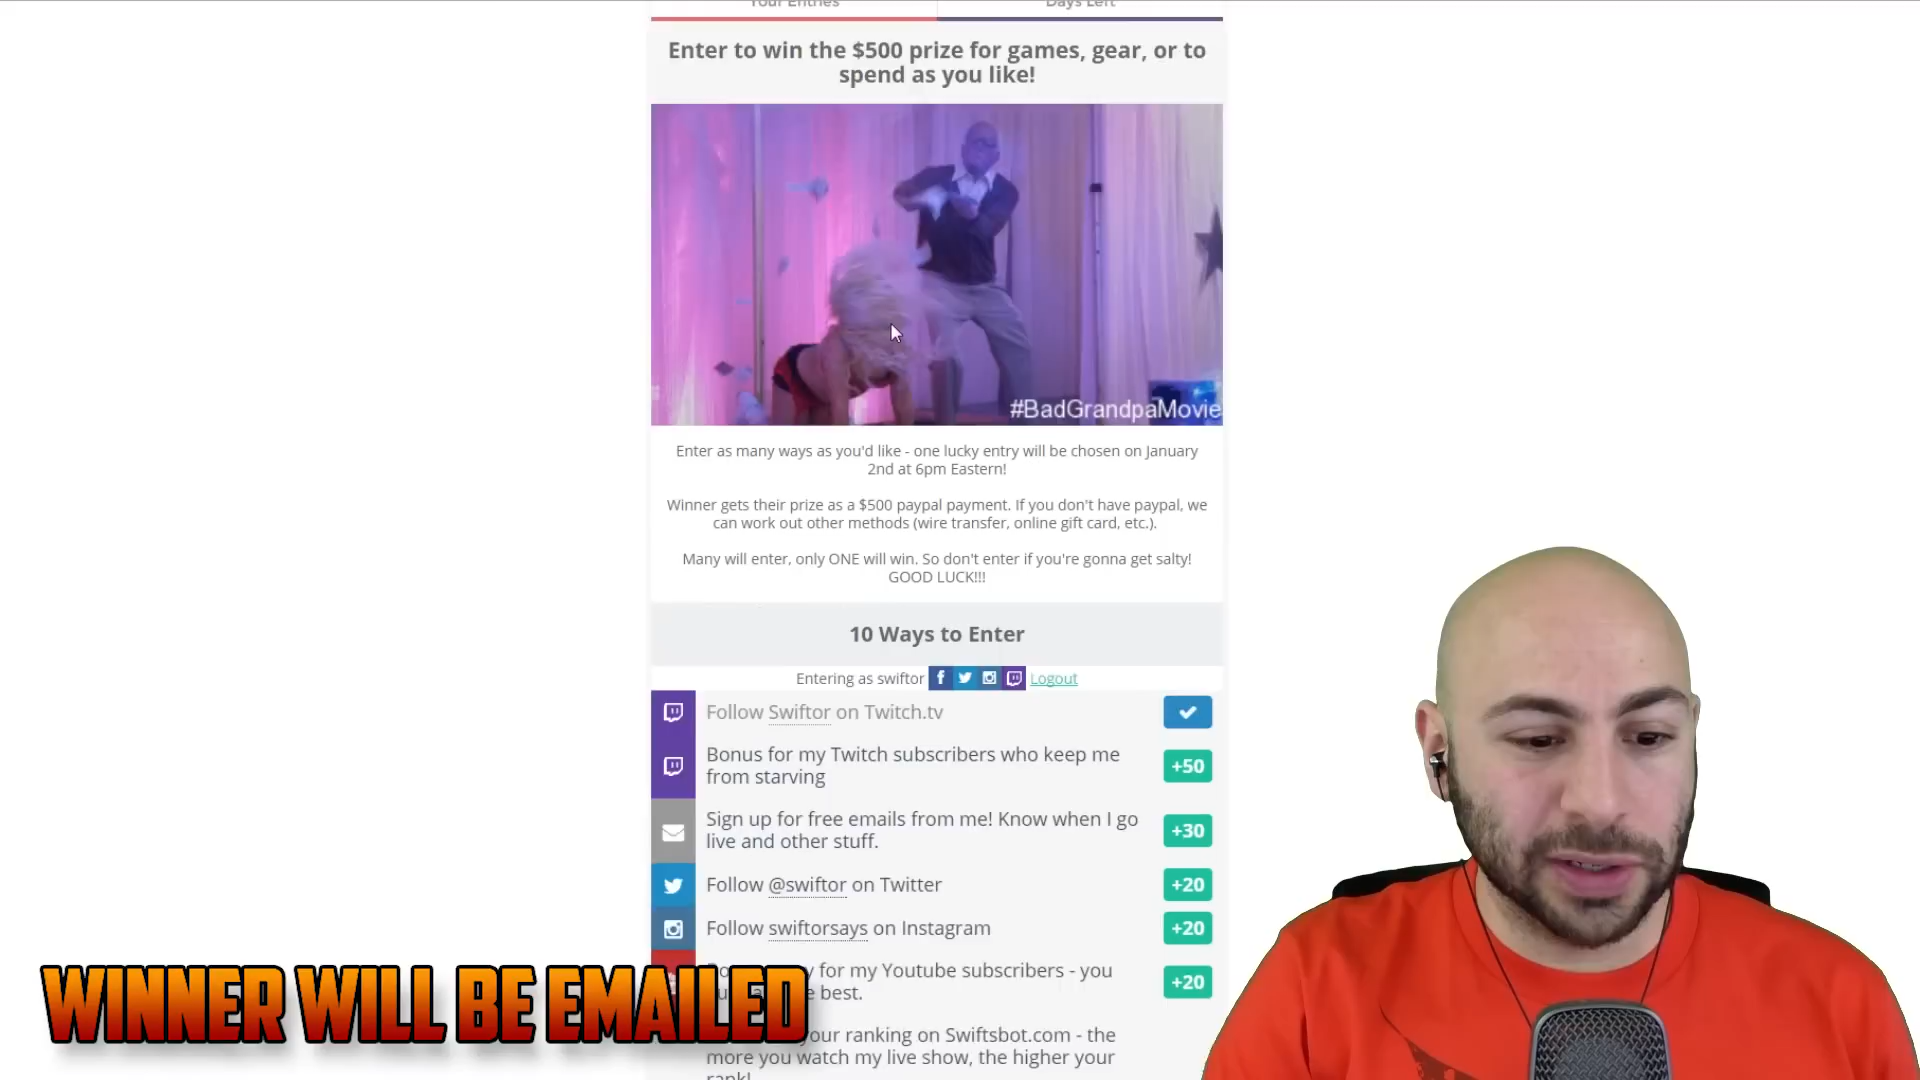 Your Entries
Days Left
Enter to win the $500 prize for games, gear, or to
spend as you like!
#BadGrandpaMovie
Enter as many ways as you'd like - one lucky entry will be chosen on January
2nd at 6pm Eastern!
Winner gets their prize as a $500 paypal payment. If you don't have paypal, we
can work out other methods (wire transfer, online gift card, etc.).
Many will enter, only ONE will win. So don't enter if you're gonna get salty!
GOOD LUCK!!!
10 Ways to Enter
Entering as swiftor Logout
Follow Swiftor on Twitch.tv
Bonus for my Twitch subscribers who keep me
from starving
+50
Sign up for free emails from me! Know when I go
live and other stuff.
+30
Follow @swiftor on Twitter
+20
Follow swiftorsays on Instagram
+20
for my Youtube subscribers - you
best.
+20
your ranking on Swiftsbot.com - the
more you watch my live show, the higher your
rank!
WINNER WILL BE EMAILED